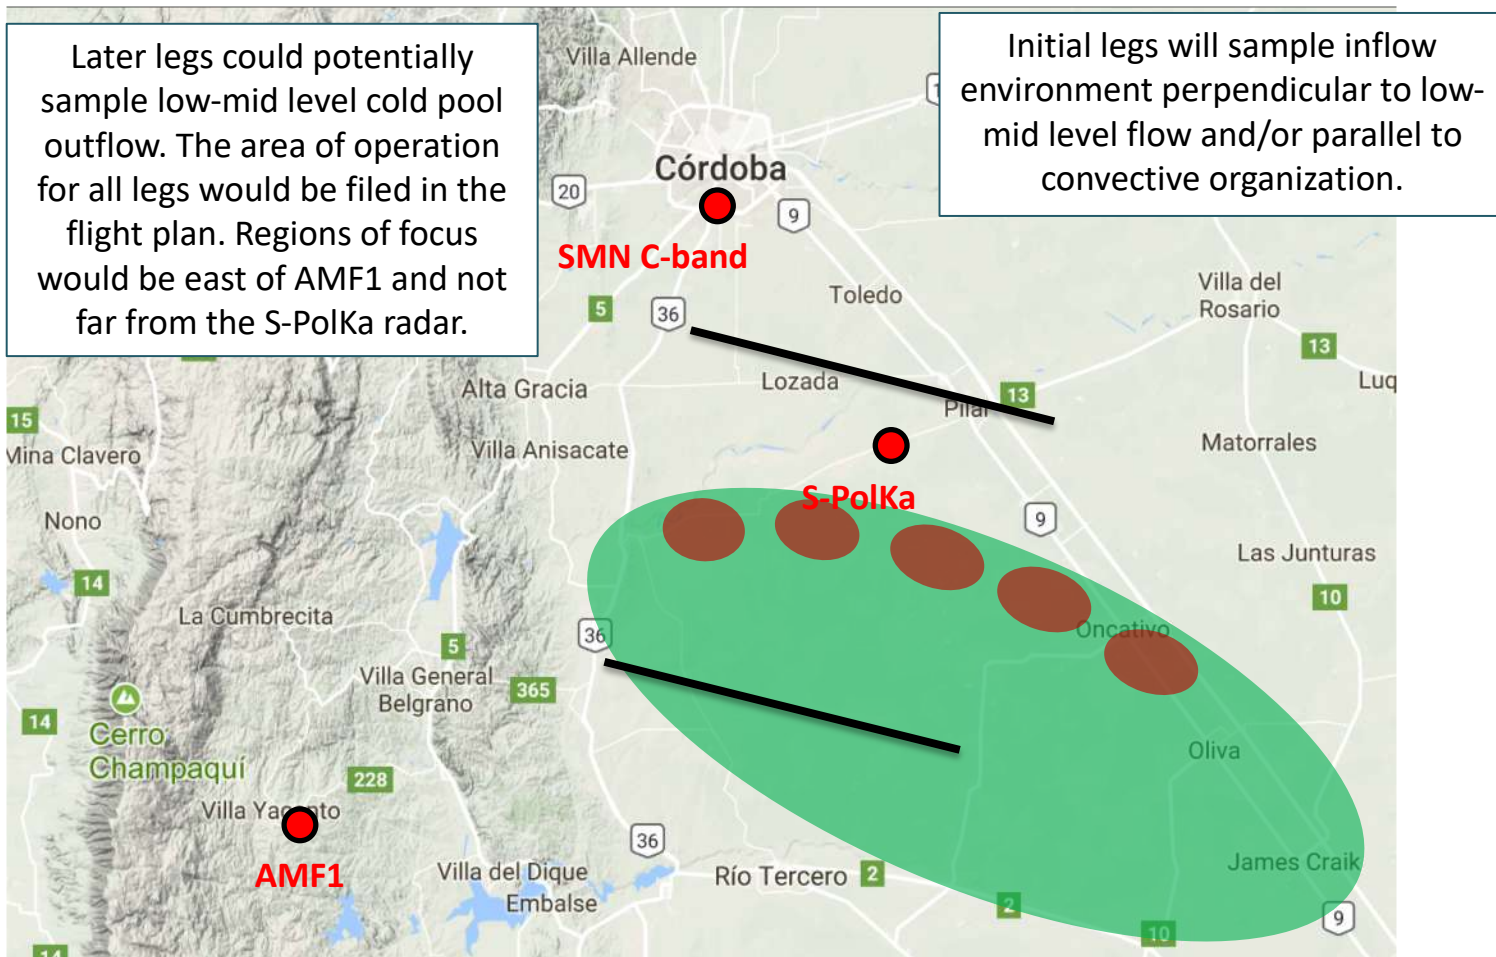 Later legs could potentially
sample low-mid level cold pool
outflow. The area of operation
for all legs would be filed in the
flight plan. Regions of focus
would be east of AMF1 and not
far from the S-PolKa radar.
Initial legs will sample inflow
environment perpendicular to low-
mid level flow and/or parallel to
convective organization.
Villa Allende
Córdoba
20
9
SMN C-band
Toledo
Villa del
Rosario
5
36
13
Alta Gracia
Lozada
13
Luq
Pilar
15
Mina Clavero
Villa Anisacate
Matorrales
S-PolKa
Nono
9
Las Junturas
14
10
La Cumbrecita
36
Oncativo
5
Villa General
Belgrano
365
14
Cerro
Champaquí
Oliva
228
Villa Yacanto
36
AMF1
Villa del Dique
Embalse
Río Tercero
2
James Craik
2
9
10
14